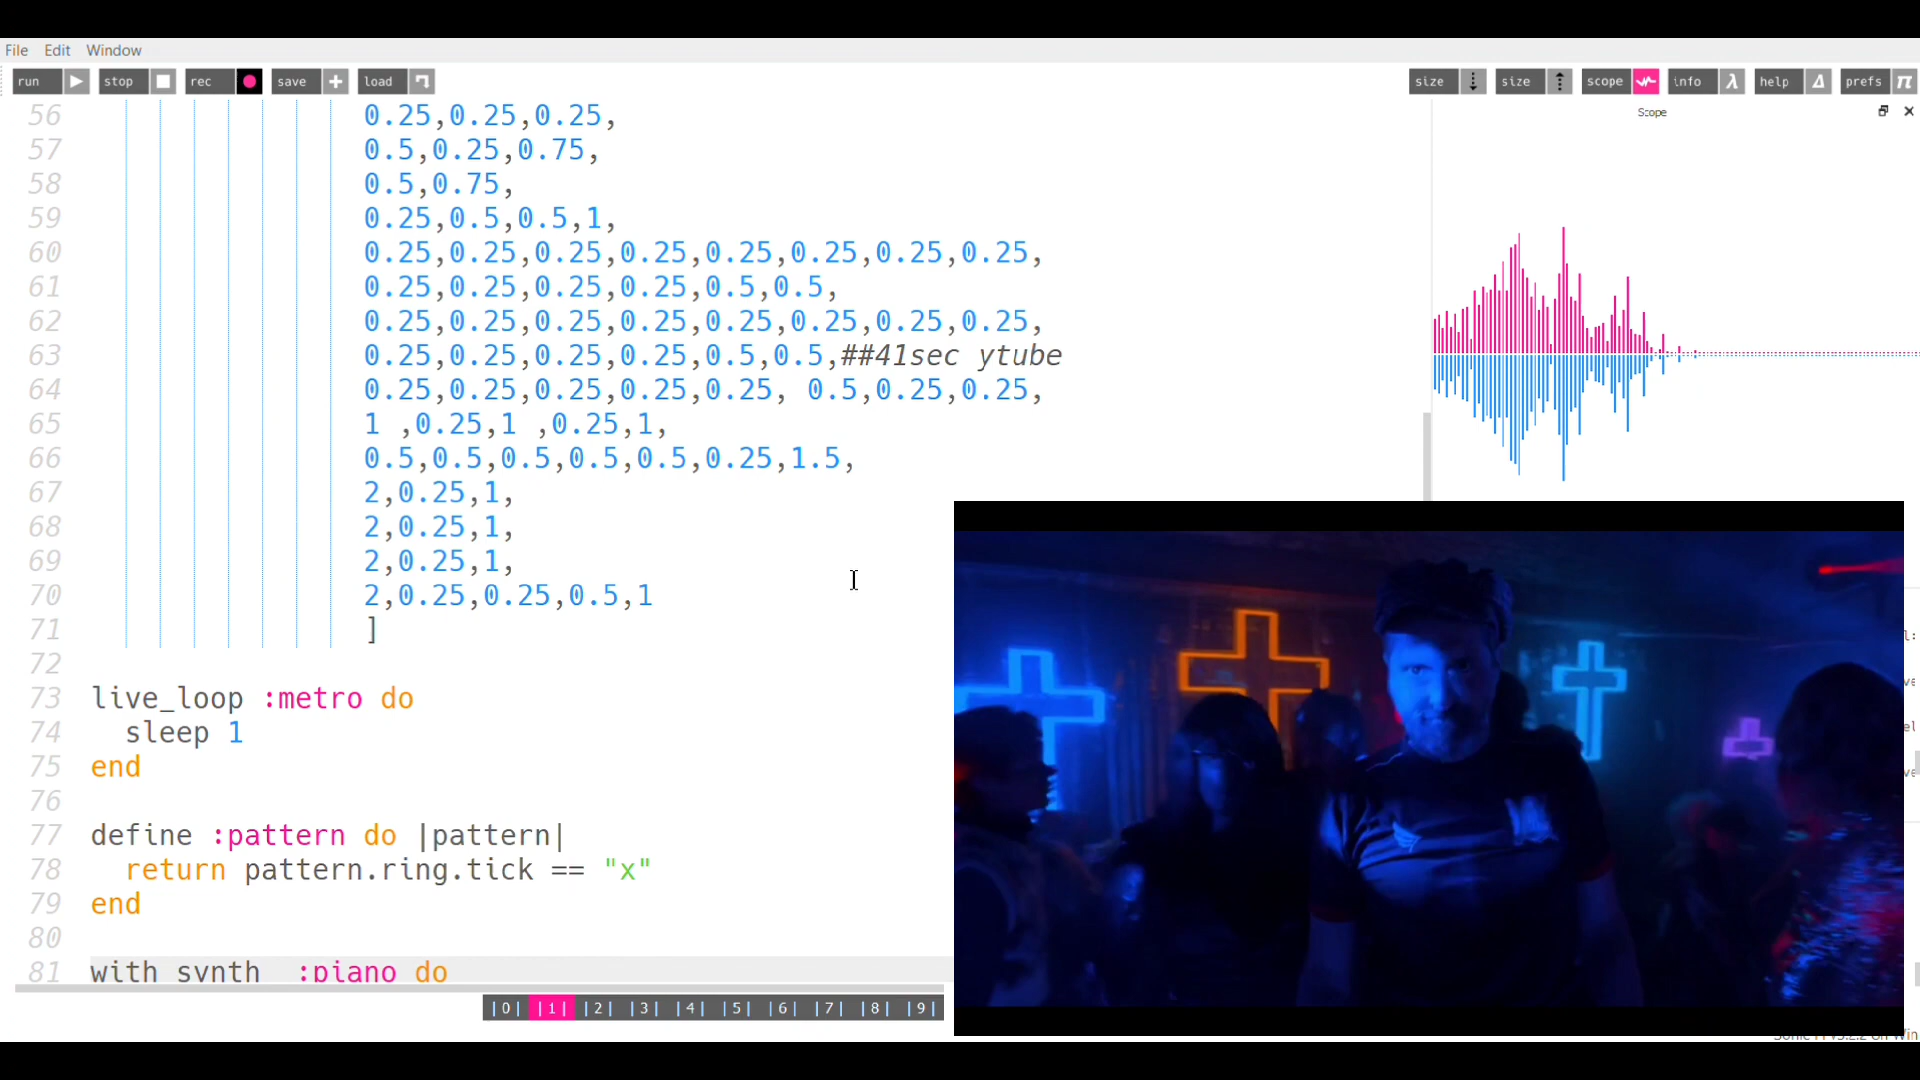 File Edit Window
run stop rec save + load size size scope info λ help prefs π
Scope
56 0.25,0.25,0.25,
57 0.5,0.25,0.75,
58 0.5,0.75,
59 0.25,0.5,0.5,1,
60 0.25,0.25,0.25,0.25,0.25,0.25,0.25,0.25,
61 0.25,0.25,0.25,0.25,0.5,0.5,
62 0.25,0.25,0.25,0.25,0.25,0.25,0.25,0.25,
63 0.25,0.25,0.25,0.25,0.5,0.5,##41sec ytube
64 0.25,0.25,0.25,0.25,0.25, 0.5,0.25,0.25,
65 1 ,0.25,1 ,0.25,1,
66 0.5,0.5,0.5,0.5,0.5,0.25,1.5,
67 2,0.25,1,
68 2,0.25,1,
69 2,0.25,1,
70 2,0.25,0.25,0.5,1
71 ]
72
73 live_loop :metro do
74 sleep 1
75 end
76
77 define :pattern do |pattern|
78 return pattern.ring.tick == "x"
79 end
80
81 with_synth :piano do
|0| |1| |2| |3| |4| |5| |6| |7| |8| |9|